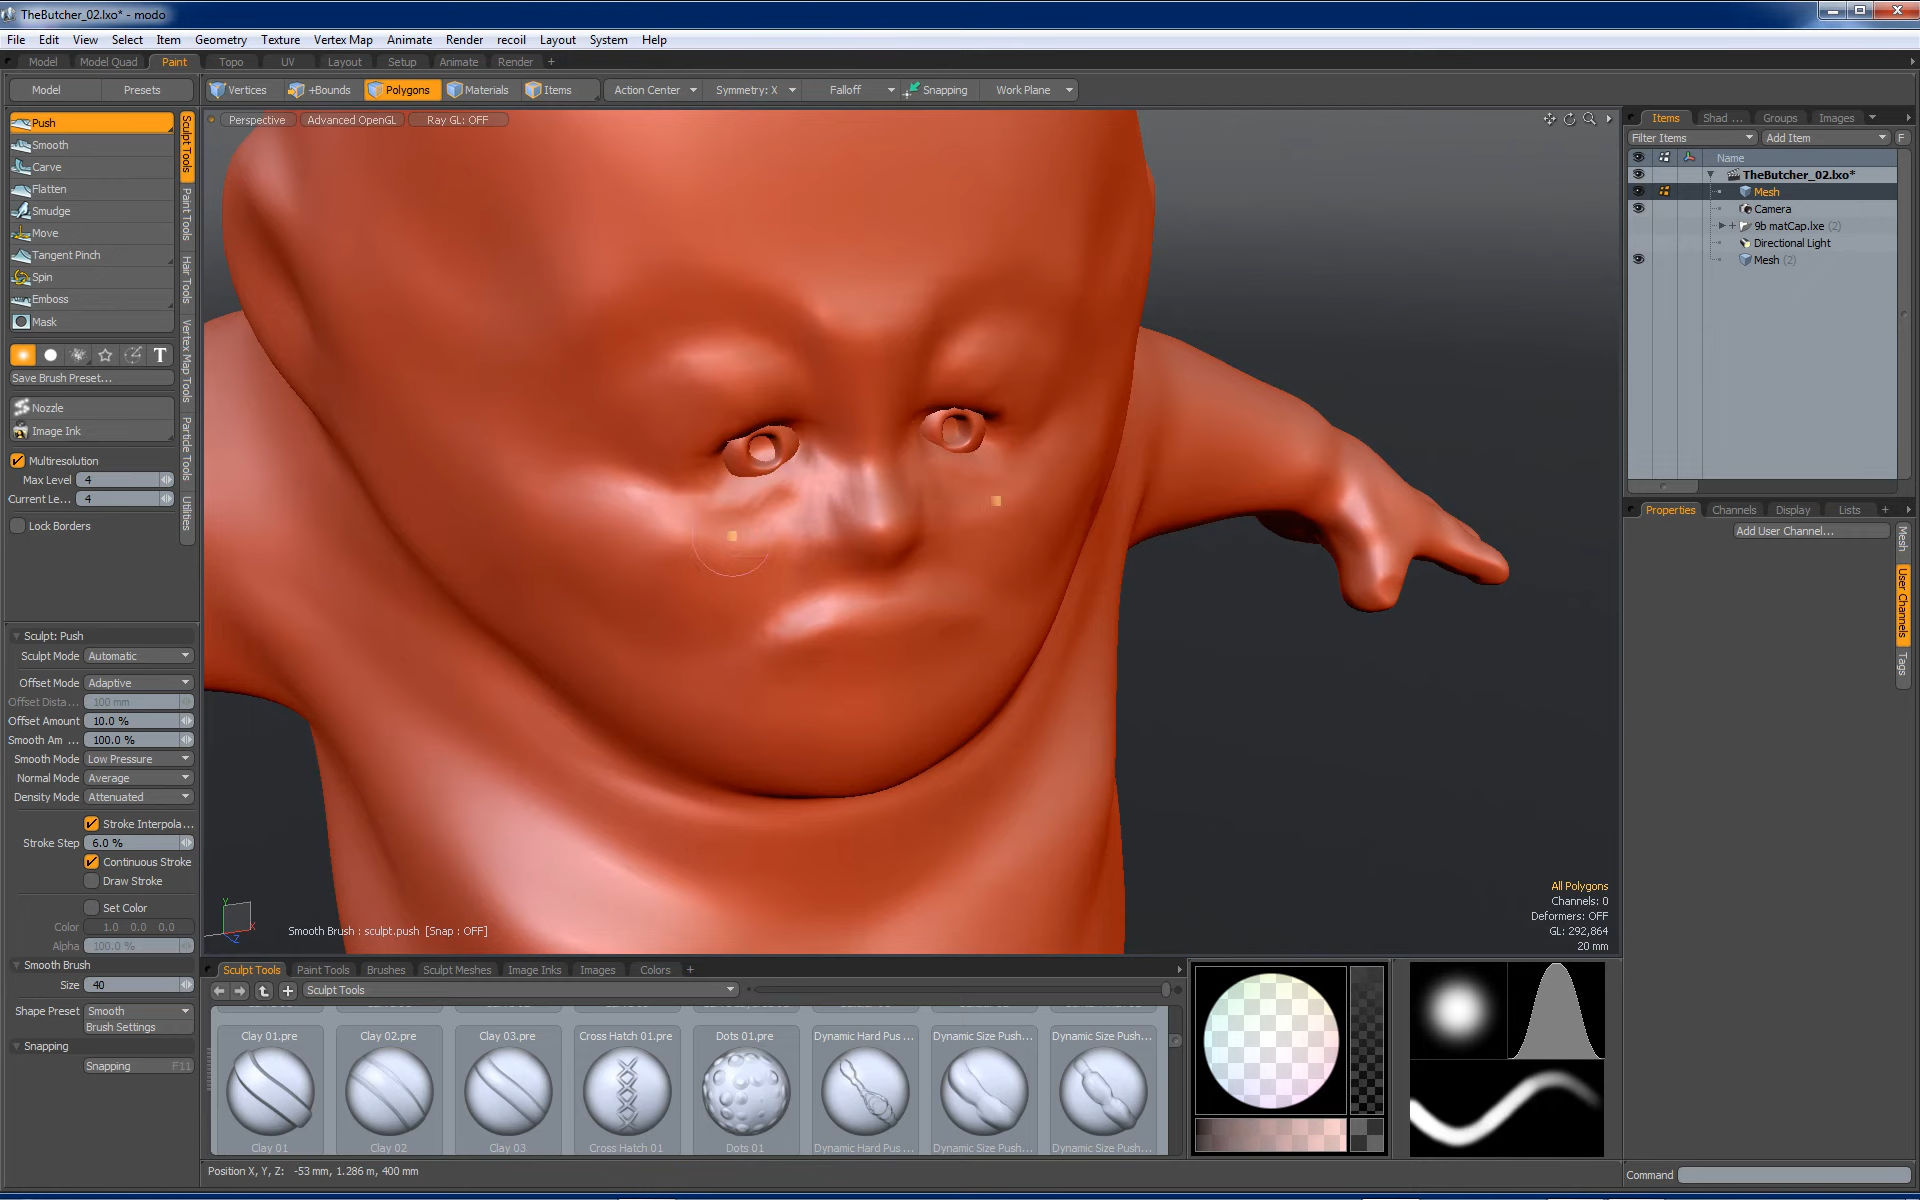 TheButcher_02.lxo* - modo
File Edit View Select Item Geometry Texture Vertex Map Animate Render recoil Layout System Help
Model Model Quad Paint Topo UV Layout Setup Animate Render +
Model Presets Vertices +Bounds Polygons Materials Items Action Center Symmetry: X Falloff Snapping Work Plane
Perspective Advanced OpenGL Ray GL: OFF
Push
Smooth
Carve
Flatten
Smudge
Move
Tangent Pinch
Spin
Emboss
Mask
T
Save Brush Preset...
Nozzle
Image Ink
Multiresolution
Max Level 4
Current Le... 4
Lock Borders
Sculpt Tools
Paint Tools
Hair Tools
Vertex Map Tools
Particle Tools
Utilities
Sculpt: Push
Sculpt Mode Automatic
Offset Mode Adaptive
Offset Dista... 100 mm
Offset Amount 10.0 %
Smooth Am ... 100.0 %
Smooth Mode Low Pressure
Normal Mode Average
Density Mode Attenuated
Stroke Interpola...
Stroke Step 6.0 %
Continuous Stroke
Draw Stroke
Set Color
Color 1.0 0.0 0.0
Alpha 100.0 %
Smooth Brush
Size 40
Shape Preset Smooth
Brush Settings
Snapping
Snapping F11
Y
X
Z
Smooth Brush : sculpt.push [Snap : OFF]
All Polygons
Channels: 0
Deformers: OFF
GL: 292,864
20 mm
Items Shad ... Groups Images
Filter Items Add Item F
Name
TheButcher_02.lxo*
Mesh
Camera
9b matCap.lxe (2)
Directional Light
Mesh (2)
Properties Channels Display Lists +
Add User Channel...
Mesh
User Channels
Tags
Sculpt Tools Paint Tools Brushes Sculpt Meshes Image Inks Images Colors +
Sculpt Tools
Clay 01.pre Clay 02.pre Clay 03.pre Cross Hatch 01.pre Dots 01.pre Dynamic Hard Pus ... Dynamic Size Push... Dynamic Size Push...
Clay 01 Clay 02 Clay 03 Cross Hatch 01 Dots 01 Dynamic Hard Pus ... Dynamic Size Push... Dynamic Size Push...
Position X, Y, Z: -53 mm, 1.286 m, 400 mm
Command